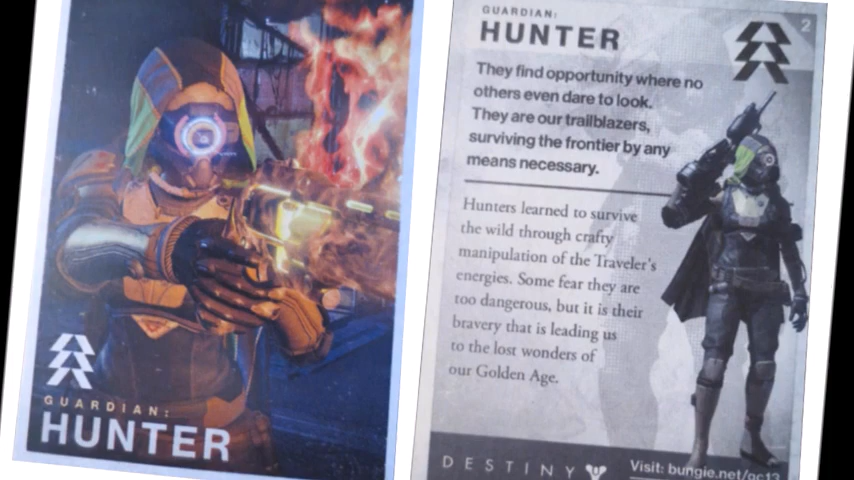 GUARDIAN:
HUNTER
GUARDIAN:
HUNTER
2
They find opportunity where no
others even dare to look.
They are our trailblazers,
surviving the frontier by any
means necessary.
Hunters learned to survive
the wild through crafty
manipulation of the Traveler's
energies. Some fear they are
too dangerous, but it is their
bravery that is leading us
to the lost wonders of
our Golden Age.
DESTINY
Visit: bungie.net/gc13